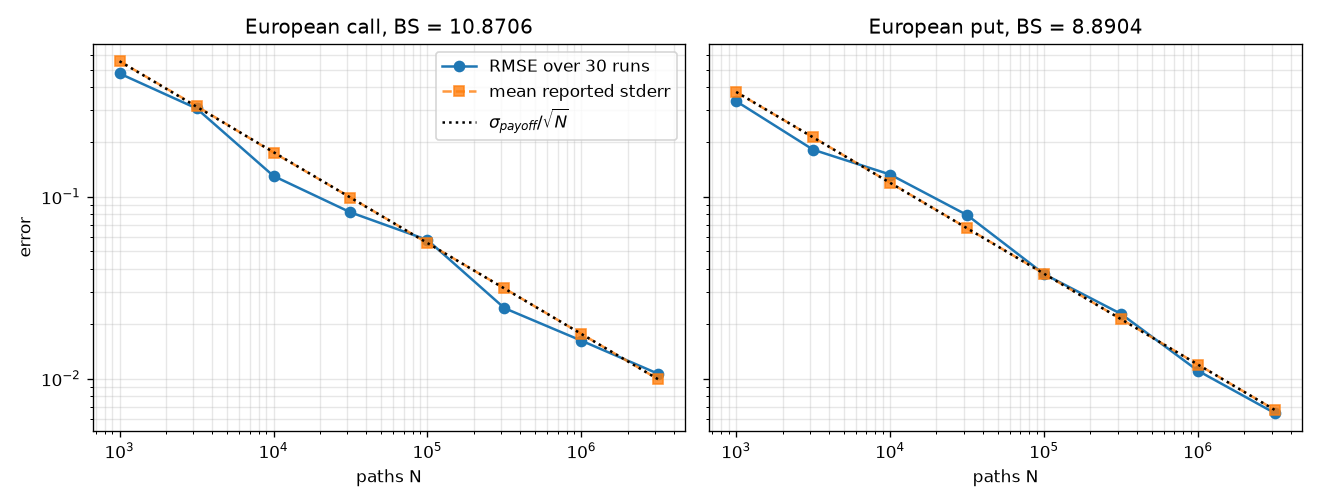 European call, BS = 10.8706
European put, BS = 8.8904
RMSE over 30 runs
mean reported stderr
σ_payoff/√N
error
10⁻¹
10⁻²
10³ 10⁴ 10⁵ 10⁶
10³ 10⁴ 10⁵ 10⁶
paths N
paths N